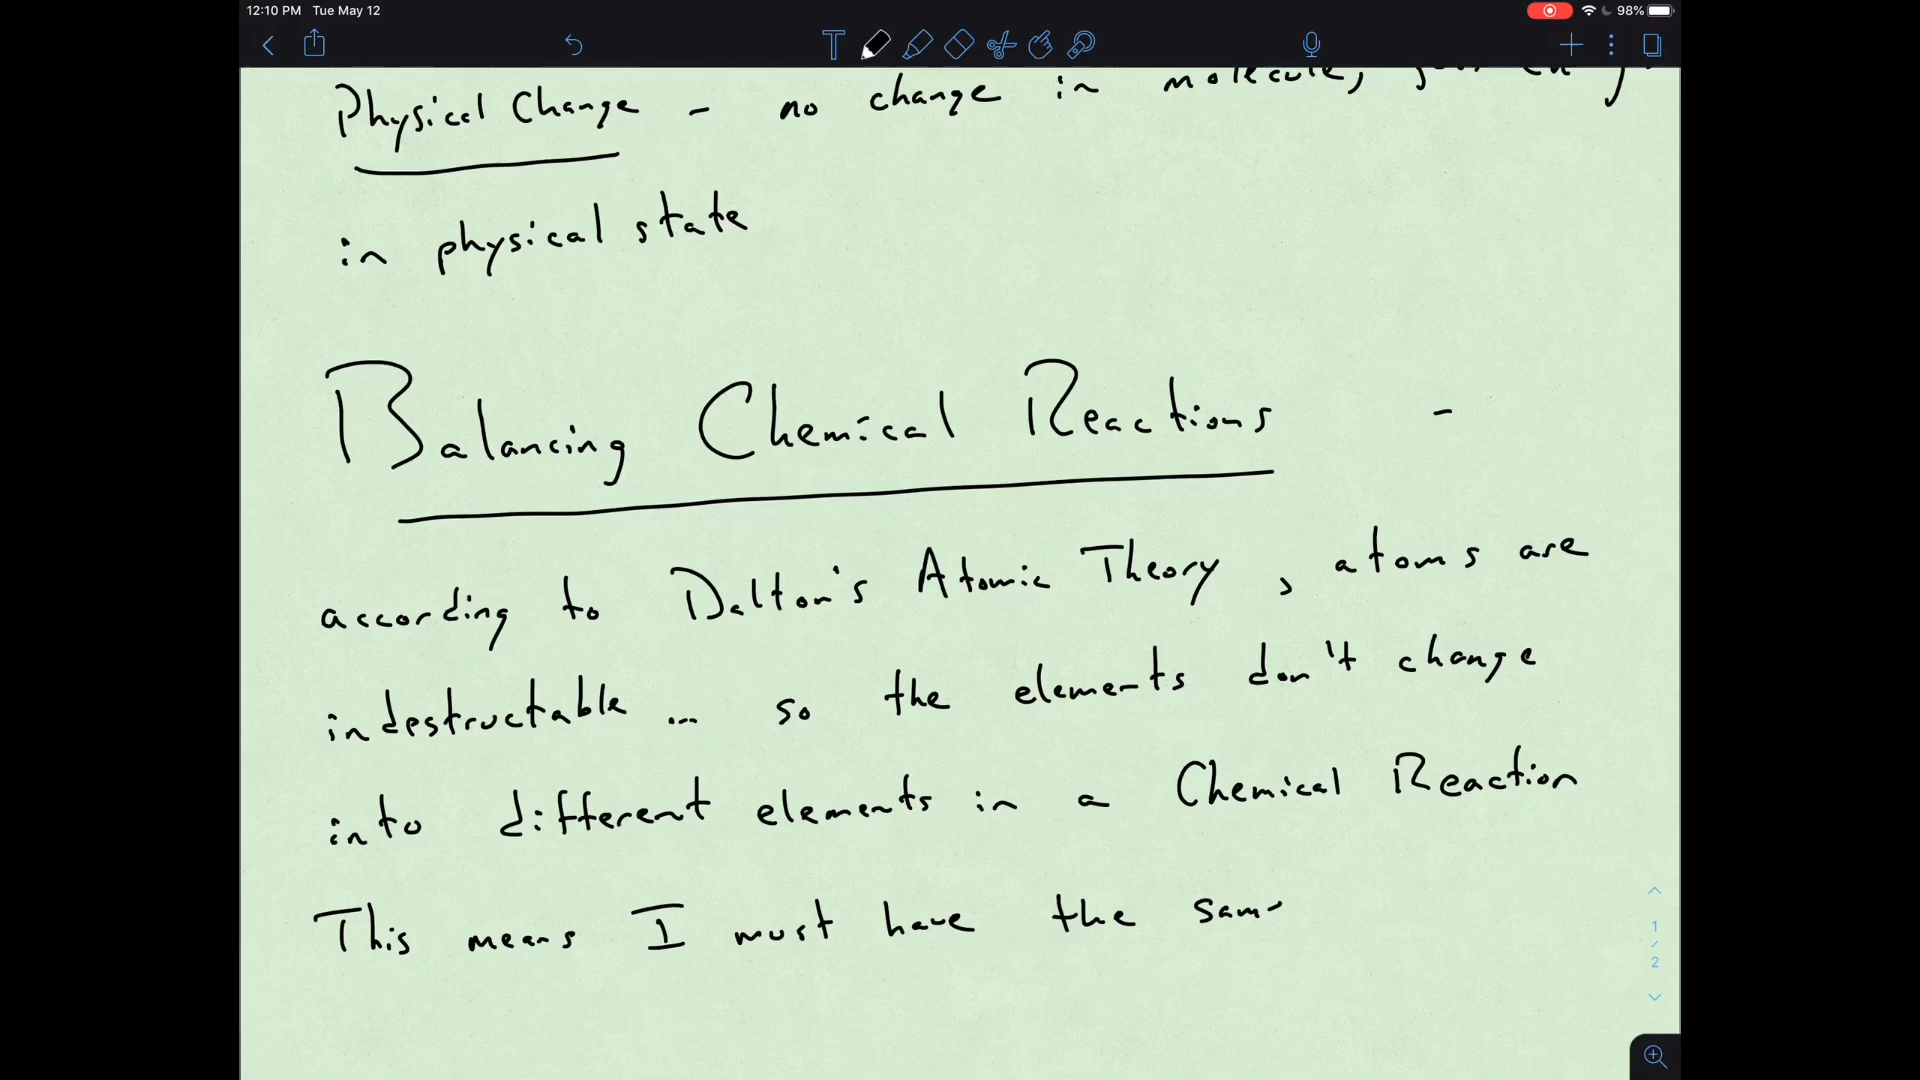 12:10 PM Tue May 12
98%
Physical Change - no change in molecule,
in physical state
Balancing Chemical Reactions -
according to Dalton's Atomic Theory, atoms are
indestructable ... so the elements don't change
into different elements in a Chemical Reaction
This means I must have the sam
1
/
2